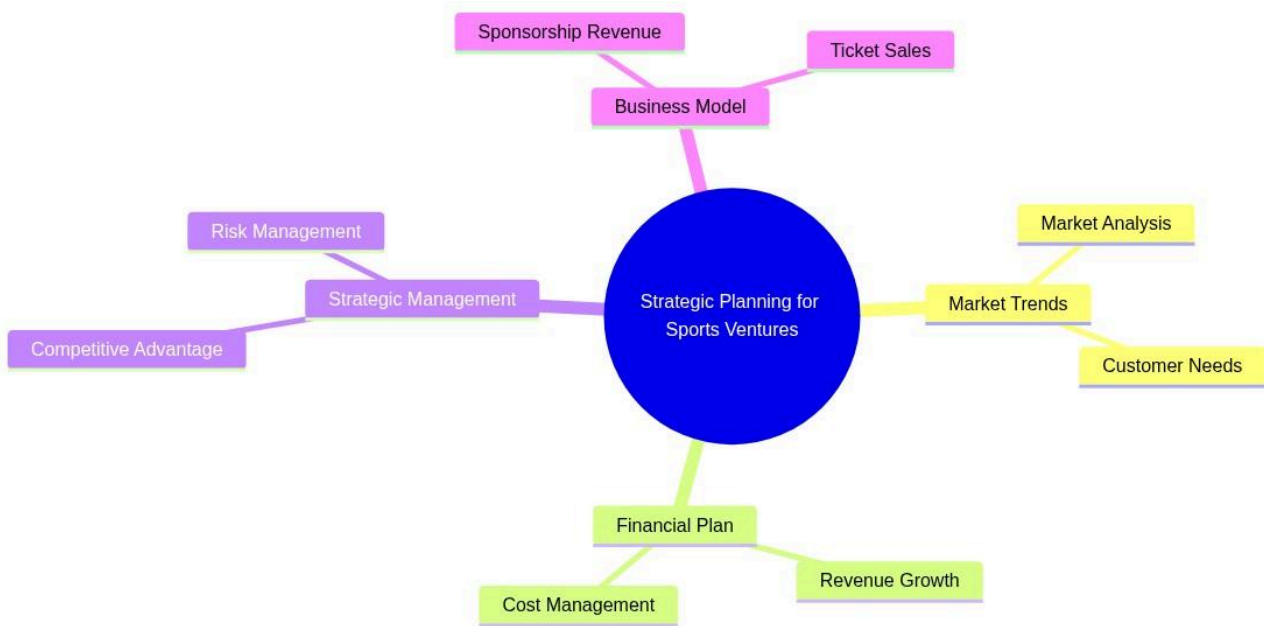 Sponsorship Revenue
Ticket Sales
Business Model
Market Analysis
Risk Management
Strategic Management
Strategic Planning for
Sports Ventures
Market Trends
Competitive Advantage
Customer Needs
Financial Plan
Revenue Growth
Cost Management